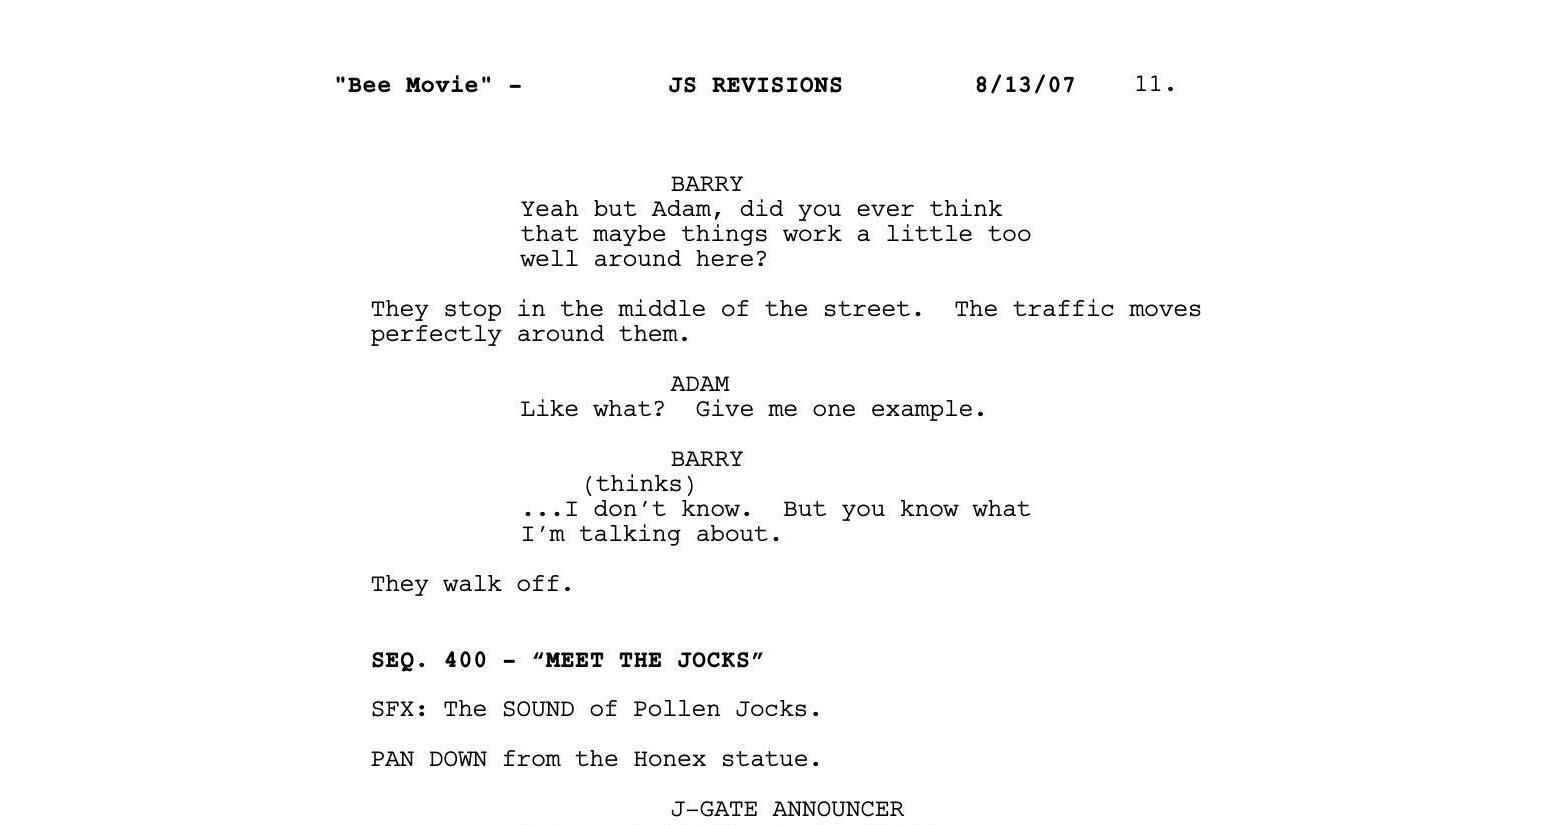 "Bee Movie" - JS REVISIONS 8/13/07 11.
BARRY
Yeah but Adam, did you ever think
that maybe things work a little too
well around here?
They stop in the middle of the street.  The traffic moves
perfectly around them.
ADAM
Like what?  Give me one example.
BARRY
(thinks)
...I don’t know.  But you know what
I’m talking about.
They walk off.
SEQ. 400 - “MEET THE JOCKS”
SFX: The SOUND of Pollen Jocks.
PAN DOWN from the Honex statue.
J-GATE ANNOUNCER